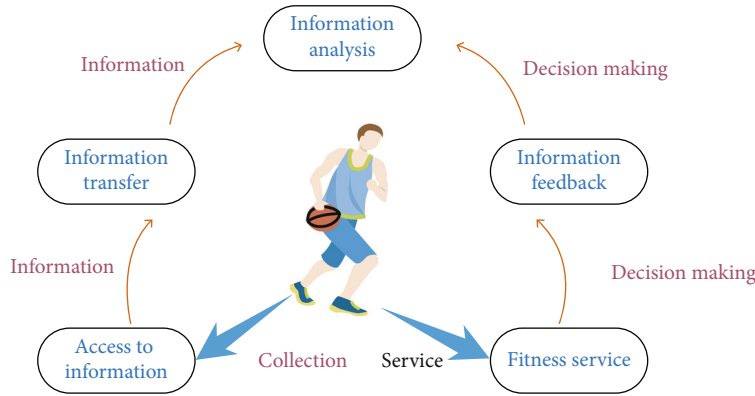 Information
analysis
Information
Decision making
Information
transfer
Information
feedback
Information
Decision making
Access to
information
Collection
Service
Fitness service